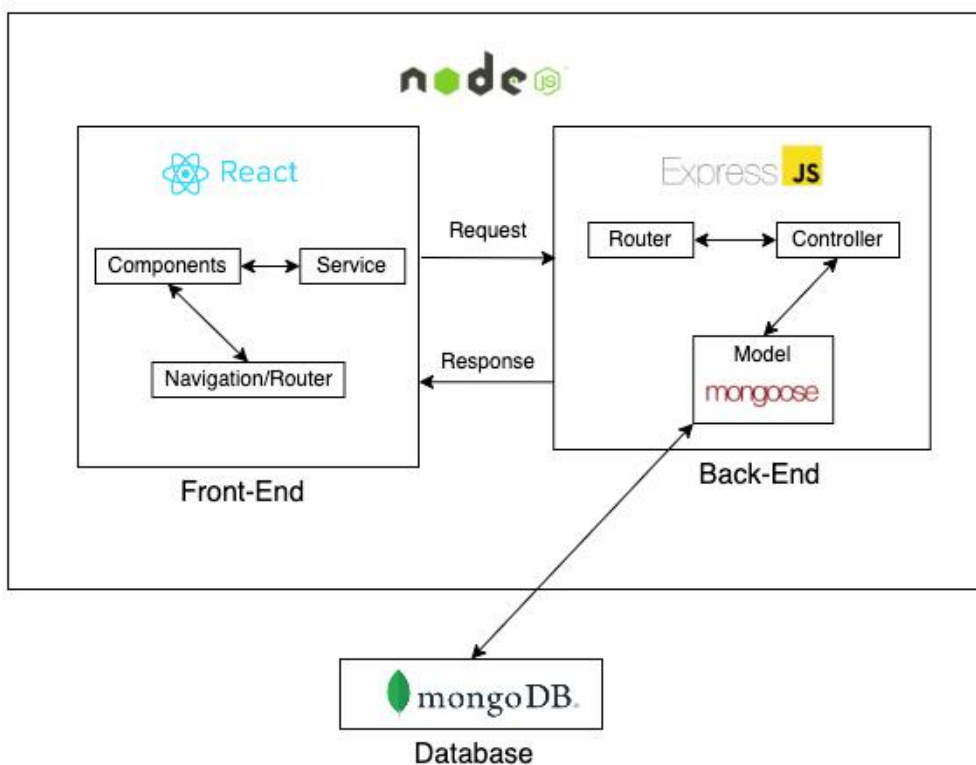 node JS
React
Components
Service
Navigation/Router
Front-End
Request
Response
Express JS
Router
Controller
Model
mongoose
Back-End
mongoDB.
Database